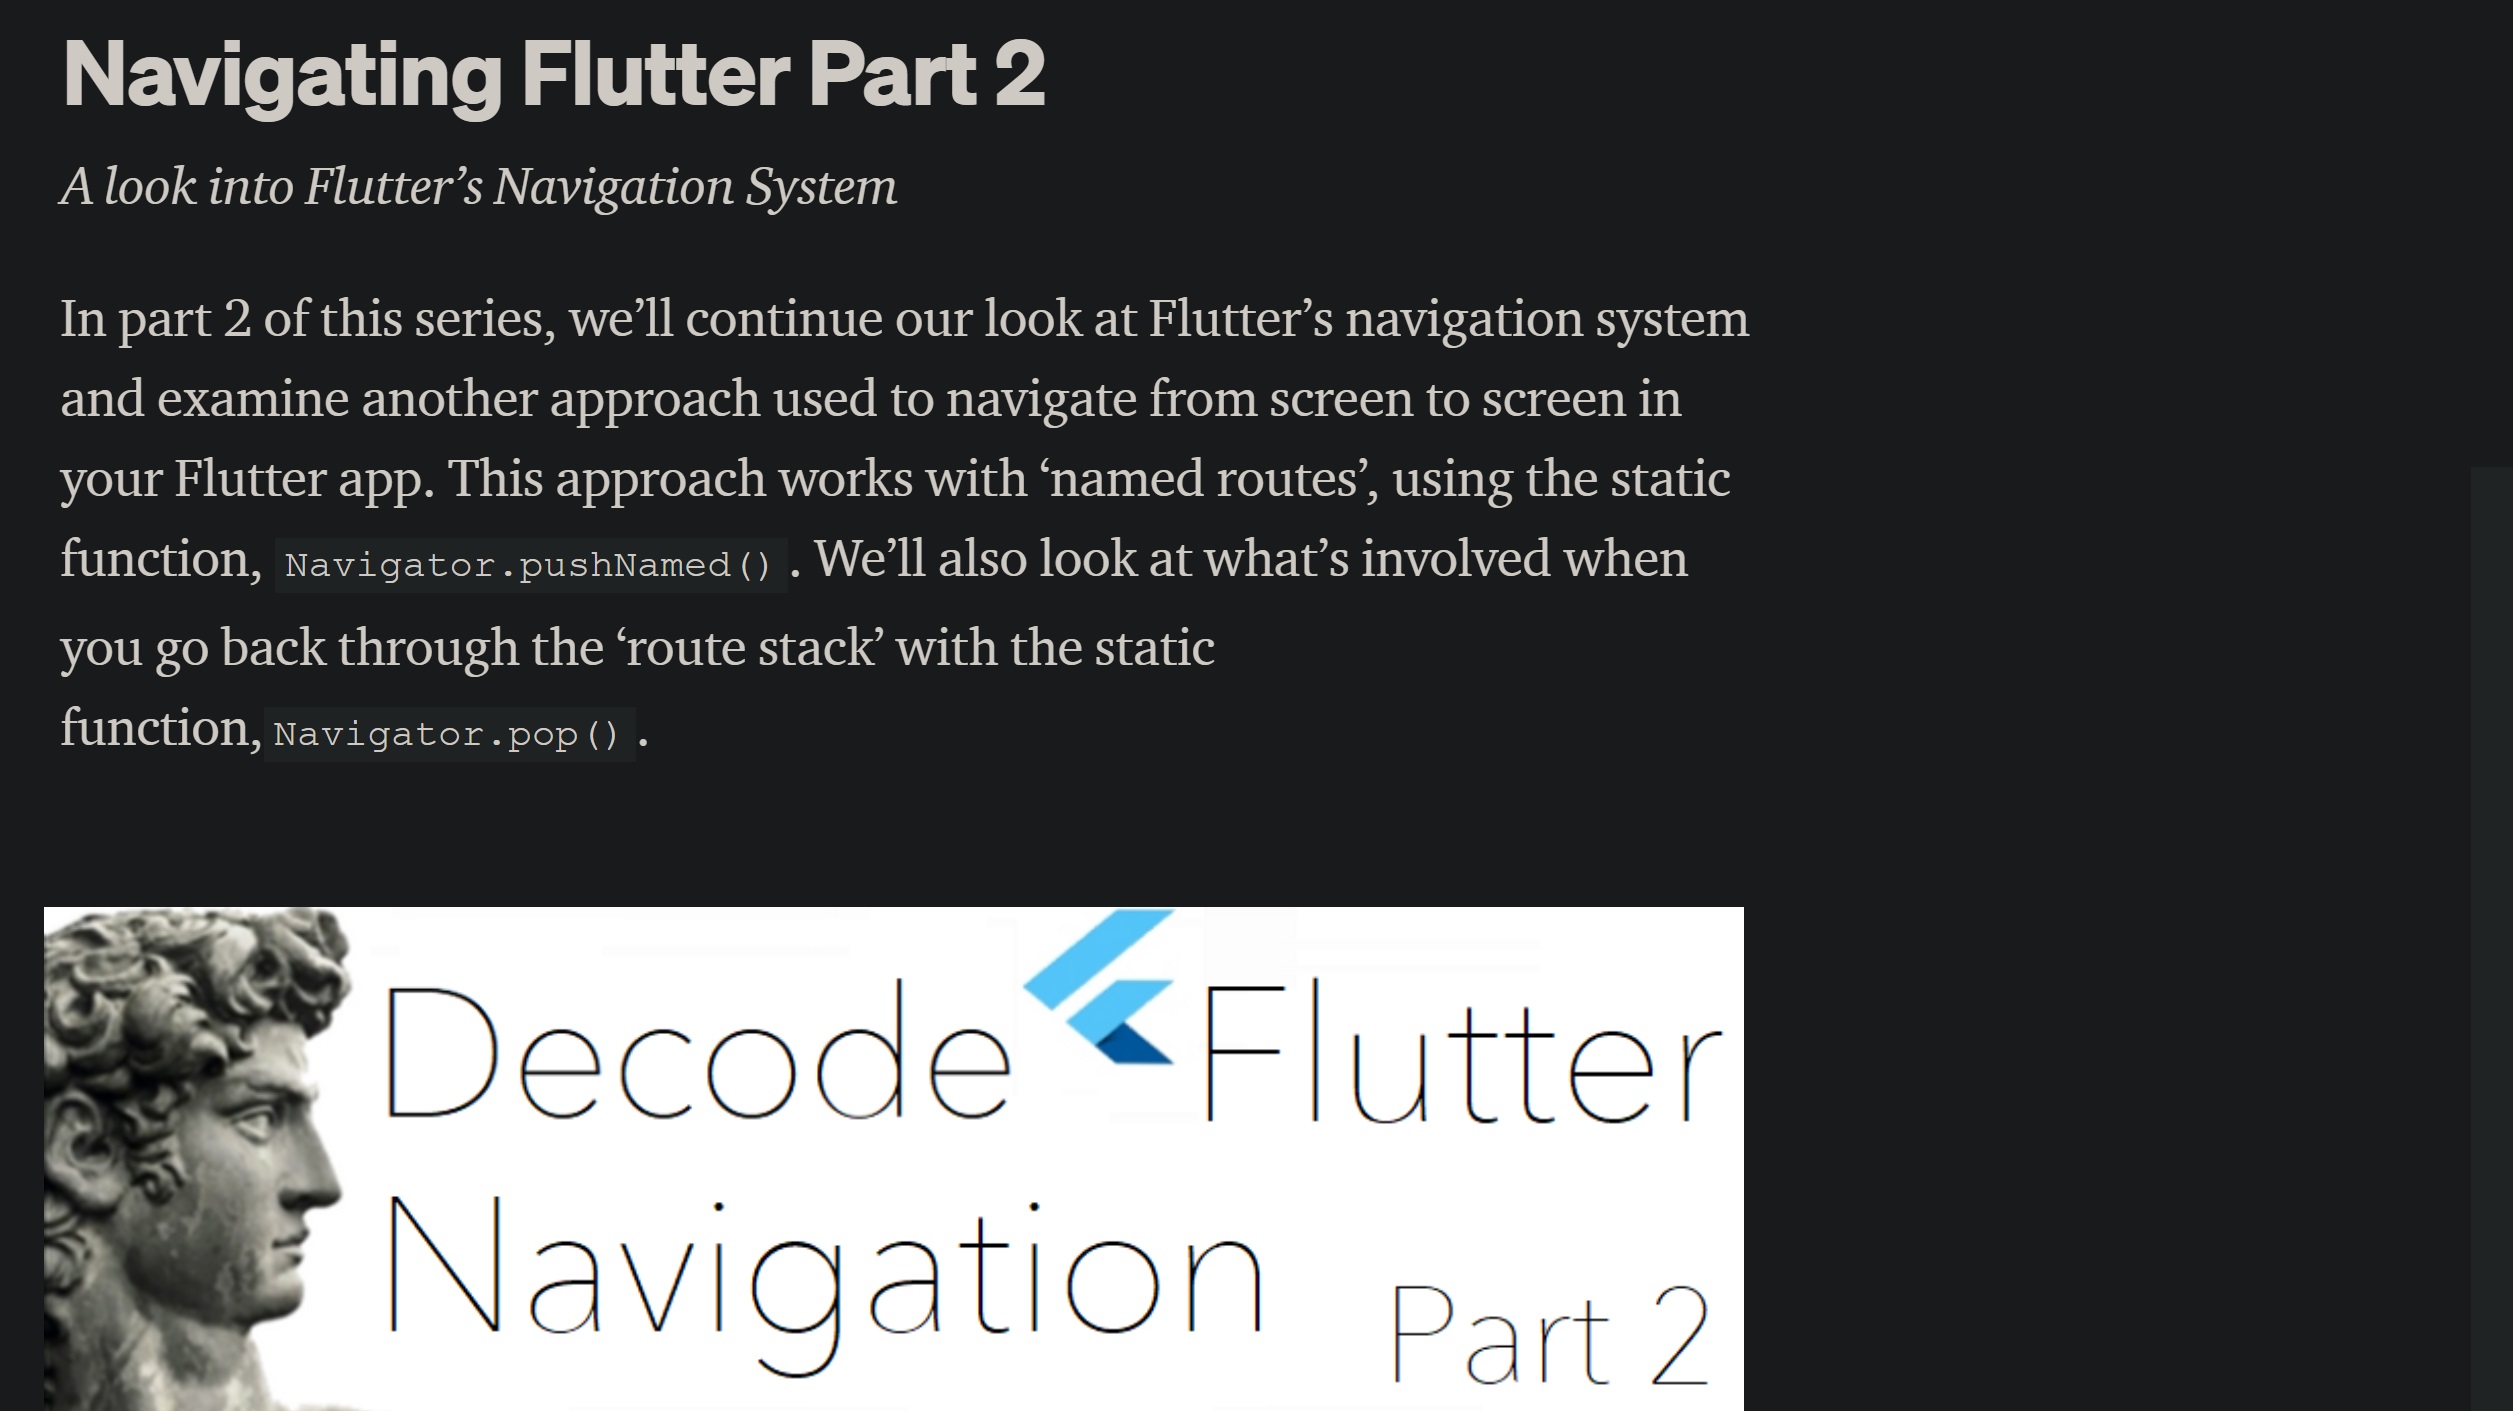 Navigating Flutter Part 2
A look into Flutter’s Navigation System
In part 2 of this series, we’ll continue our look at Flutter’s navigation system
and examine another approach used to navigate from screen to screen in
your Flutter app. This approach works with ‘named routes’, using the static
function, Navigator.pushNamed() . We’ll also look at what’s involved when
you go back through the ‘route stack’ with the static
function, Navigator.pop() .
Decode Flutter
Navigation
Part 2